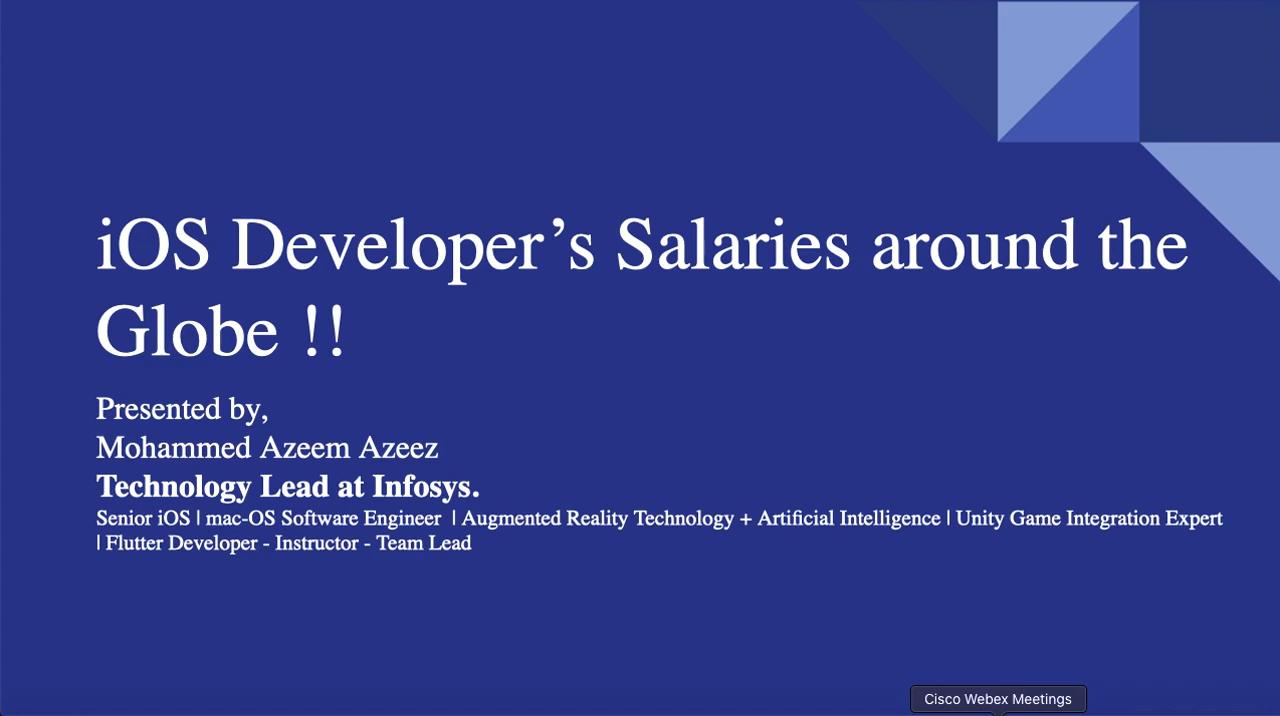 iOS Developer’s Salaries around the
Globe !!
Presented by,
Mohammed Azeem Azeez
Technology Lead at Infosys.
Senior iOS | mac-OS Software Engineer  | Augmented Reality Technology + Artificial Intelligence | Unity Game Integration Expert
| Flutter Developer - Instructor - Team Lead
Cisco Webex Meetings